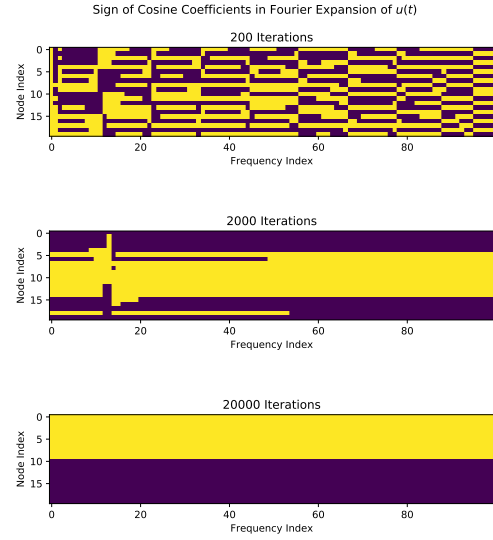 Sign of Cosine Coefficients in Fourier Expansion of u(t)
200 Iterations
0
5
10
15
Node Index
0 20 40 60 80
Frequency Index
2000 Iterations
0
5
10
15
Node Index
0 20 40 60 80
Frequency Index
20000 Iterations
0
5
10
15
Node Index
0 20 40 60 80
Frequency Index